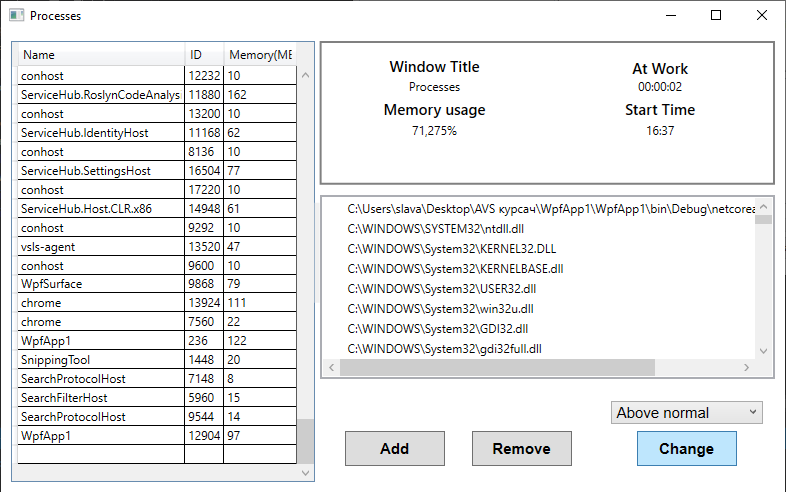 Processes
Name ID Memory(ME
conhost 12232 10
ServiceHub.RoslynCodeAnalys 11880 162
conhost 13200 10
ServiceHub.IdentityHost 11168 62
conhost 8136 10
ServiceHub.SettingsHost 16504 77
conhost 17220 10
ServiceHub.Host.CLR.x86 14948 61
conhost 9292 10
vsls-agent 13520 47
conhost 9600 10
WpfSurface 9868 79
chrome 13924 111
chrome 7560 22
WpfApp1 236 122
SnippingTool 1448 20
SearchProtocolHost 7148 8
SearchFilterHost 5960 15
SearchProtocolHost 9544 14
WpfApp1 12904 97
Window Title
Processes
Memory usage
71,275%
At Work
00:00:02
Start Time
16:37
C:\Users\slava\Desktop\AVS курсач\WpfApp1\WpfApp1\bin\Debug\netcorea
C:\WINDOWS\SYSTEM32\ntdll.dll
C:\WINDOWS\System32\KERNEL32.DLL
C:\WINDOWS\System32\KERNELBASE.dll
C:\WINDOWS\System32\USER32.dll
C:\WINDOWS\System32\win32u.dll
C:\WINDOWS\System32\GDI32.dll
C:\WINDOWS\System32\gdi32full.dll
Above normal
Add Remove Change